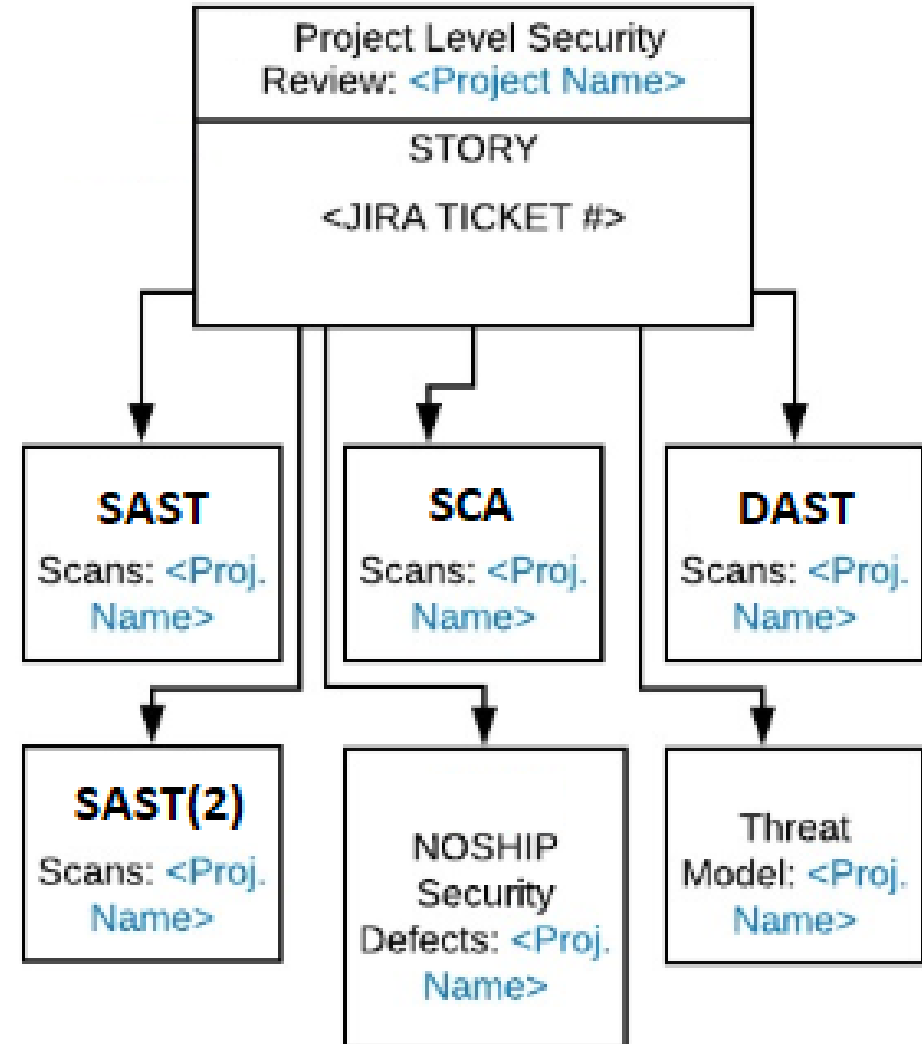 Project Level Security
Review: <Project Name>
STORY
<JIRA TICKET #>
SAST
Scans: <Proj.
Name>
SCA
Scans: <Proj.
Name>
DAST
Scans: <Proj.
Name>
SAST(2)
Scans: <Proj.
Name>
NOSHIP
Security
Defects: <Proj.
Name>
Threat
Model: <Proj.
Name>